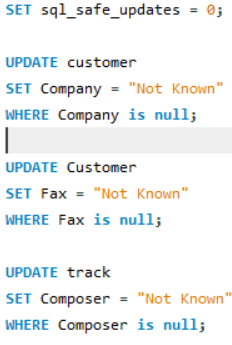 SET sql_safe_updates = 0;
UPDATE customer
SET Company = "Not Known"
WHERE Company is null;
UPDATE Customer
SET Fax = "Not Known"
WHERE Fax is null;
UPDATE track
SET Composer = "Not Known"
WHERE Composer is null;